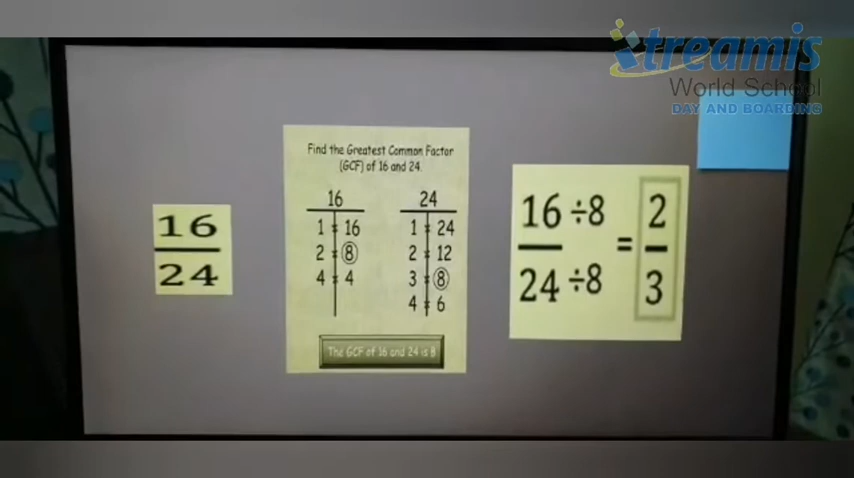 Xtreamis
World School
DAY AND BOARDING
16
24
Find the Greatest Common Factor
(GCF) of 16 and 24.
16
1 × 16
2 × 8
4 × 4
24
1 × 24
2 × 12
3 × 8
4 × 6
The GCF of 16 and 24 is 8
16 ÷8
24 ÷8
=
2
3